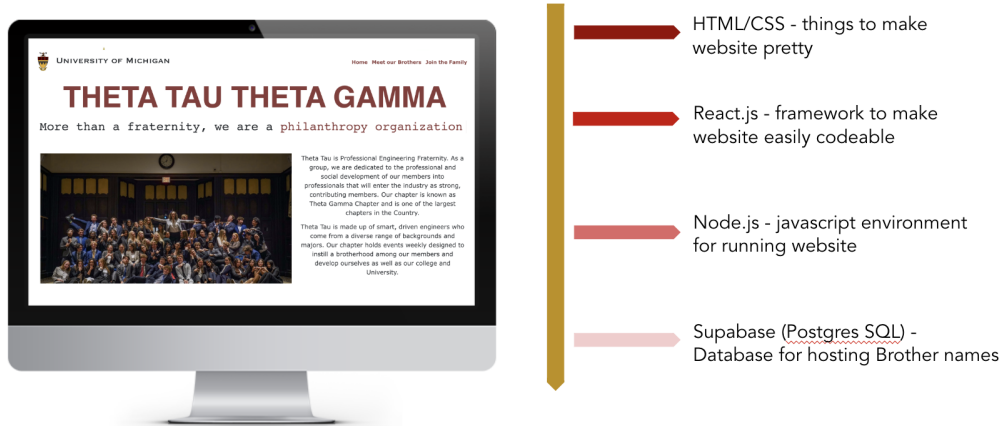 UNIVERSITY OF MICHIGAN
Home Meet our Brothers Join the Family
THETA TAU THETA GAMMA
More than a fraternity, we are a philanthropy organization
Theta Tau is Professional Engineering Fraternity. As a
group, we are dedicated to the professional and
social development of our members into
professionals that will enter the industry as strong,
contributing members. Our chapter is known as
Theta Gamma Chapter and is one of the largest
chapters in the Country.
Theta Tau is made up of smart, driven engineers who
come from a diverse range of backgrounds and
majors. Our chapter holds events weekly designed to
instill a brotherhood among our members and
develop ourselves as well as our college and
University.
HTML/CSS - things to make
website pretty
React.js - framework to make
website easily codeable
Node.js - javascript environment
for running website
Supabase (Postgres SQL) -
Database for hosting Brother names